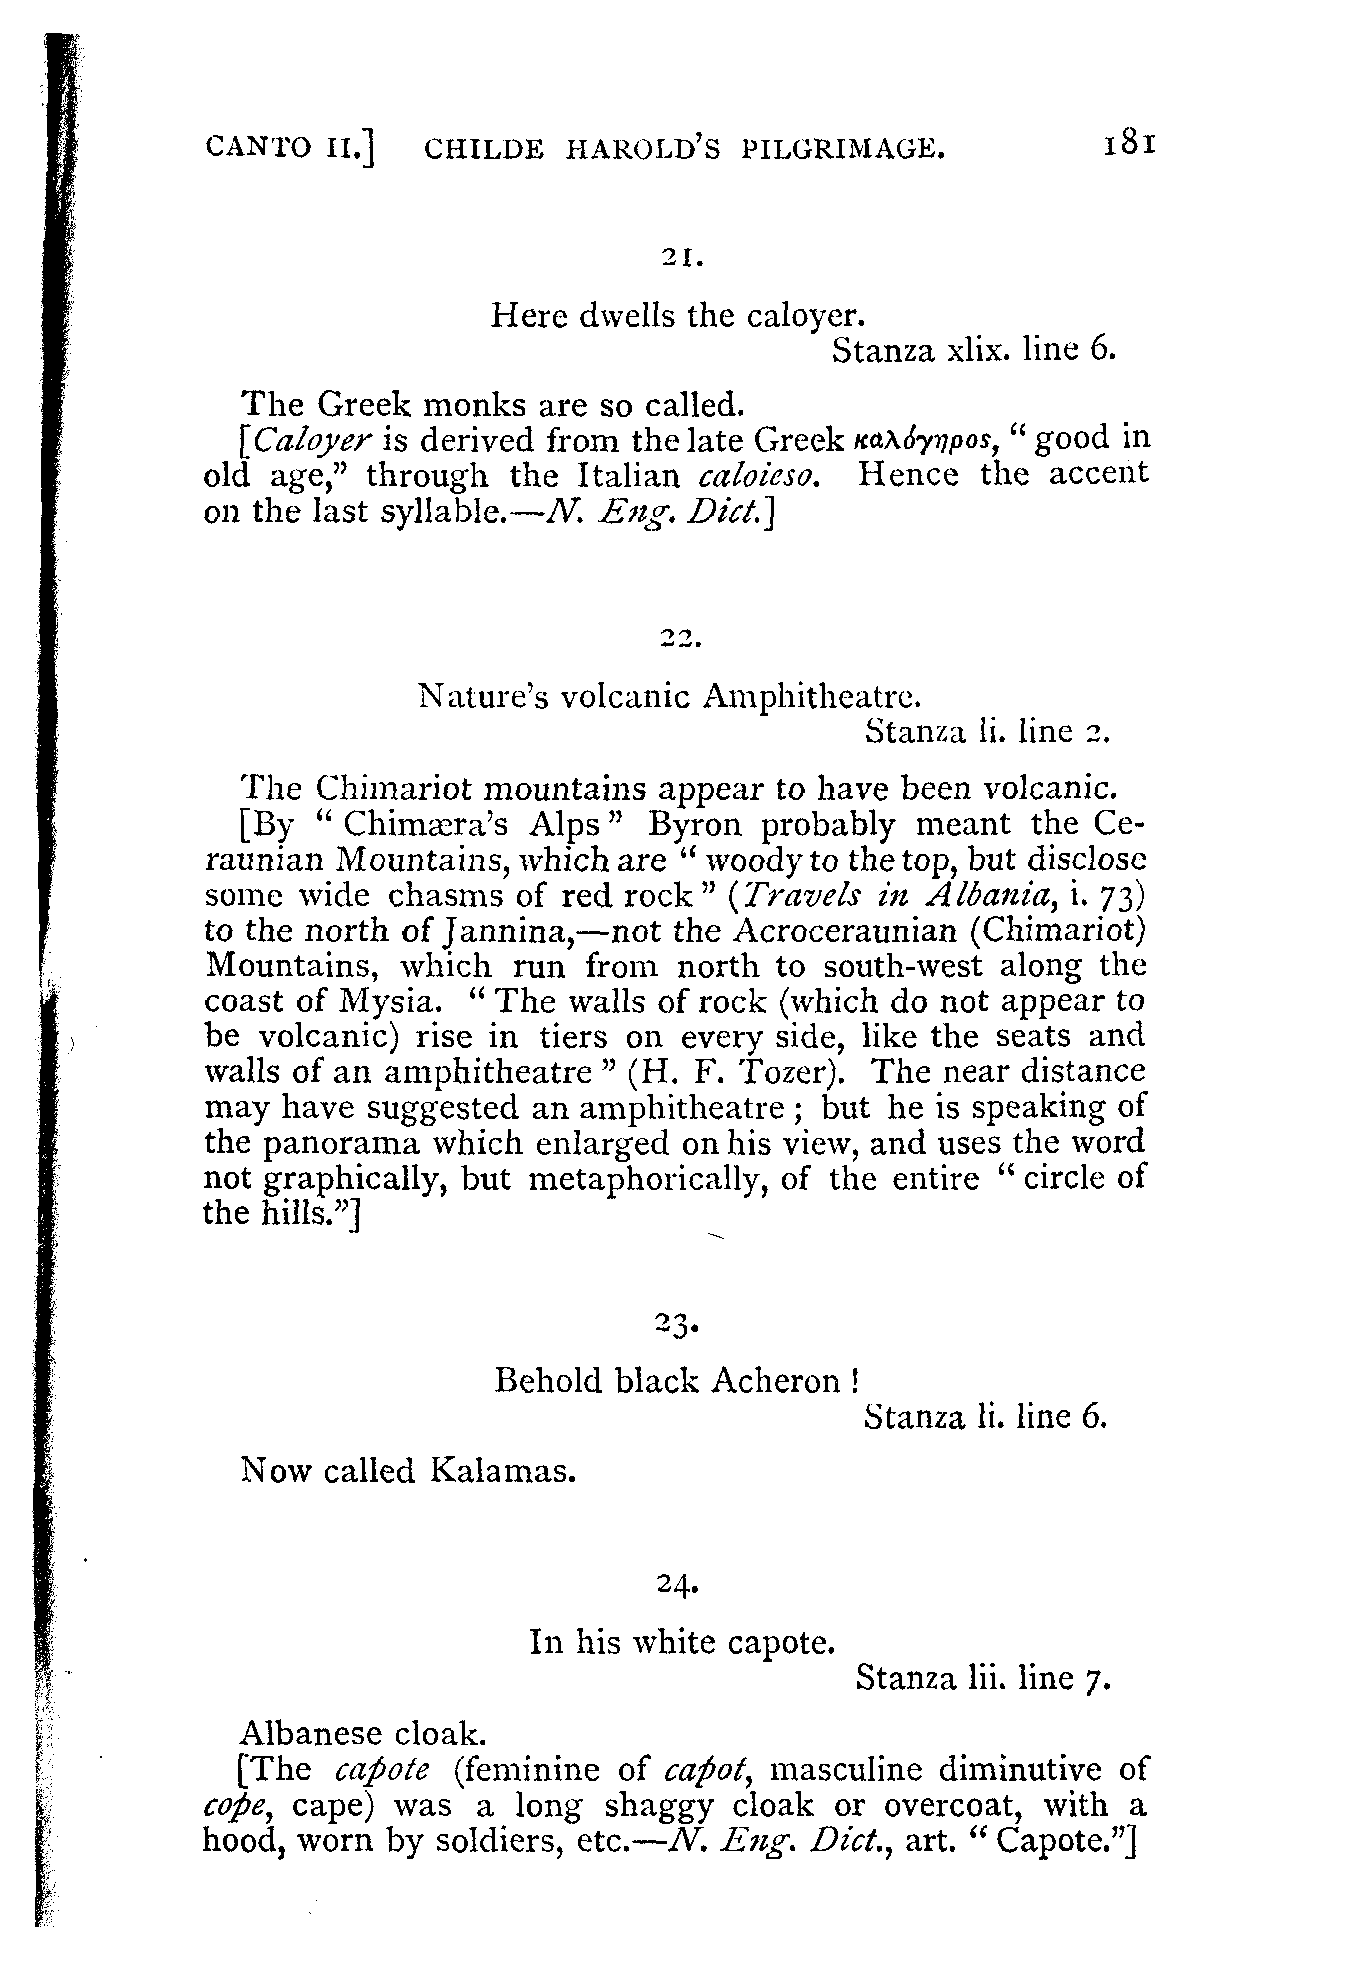 CANTO II.] CHILDE HAROLD'S PILGRIMAGE. 181
21.
Here dwells the caloyer.
Stanza xlix. line 6.
The Greek monks are so called.
[Caloyer is derived from the late Greek καλόγηρος, “ good in
old age,” through the Italian caloieso. Hence the accent
on the last syllable.—N. Eng. Dict.]
22.
Nature's volcanic Amphitheatre.
Stanza li. line 2.
The Chimariot mountains appear to have been volcanic.
[By “ Chimæra's Alps ” Byron probably meant the Ce-
raunian Mountains, which are “ woody to the top, but disclose
some wide chasms of red rock ” (Travels in Albania, i. 73)
to the north of Jannina,—not the Acroceraunian (Chimariot)
Mountains, which run from north to south-west along the
coast of Mysia. “ The walls of rock (which do not appear to
be volcanic) rise in tiers on every side, like the seats and
walls of an amphitheatre ” (H. F. Tozer). The near distance
may have suggested an amphitheatre ; but he is speaking of
the panorama which enlarged on his view, and uses the word
not graphically, but metaphorically, of the entire “ circle of
the hills.”]
23.
Behold black Acheron !
Stanza li. line 6.
Now called Kalamas.
24.
In his white capote.
Stanza lii. line 7.
Albanese cloak.
[The capote (feminine of capot, masculine diminutive of
cope, cape) was a long shaggy cloak or overcoat, with a
hood, worn by soldiers, etc.—N. Eng. Dict., art. “ Capote.”]